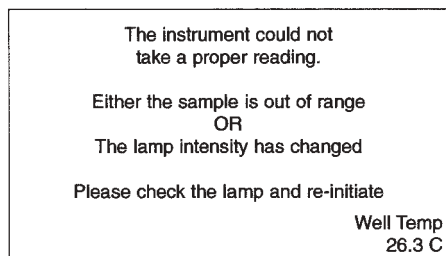 The instrument could not
take a proper reading.
Either the sample is out of range
OR
The lamp intensity has changed
Please check the lamp and re-initiate
Well Temp
26.3 C